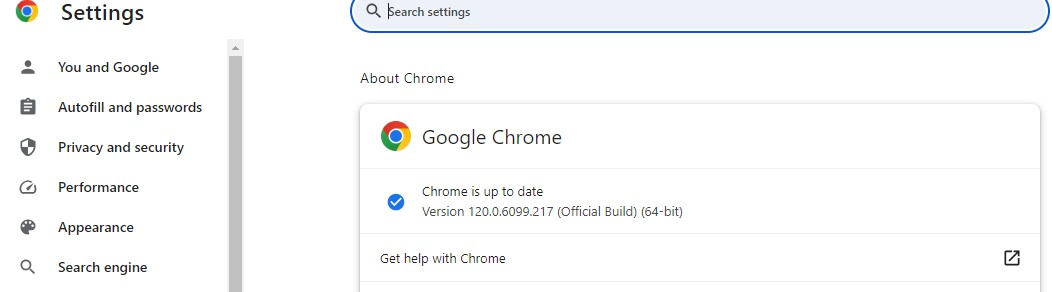 Settings
Search settings
You and Google
Autofill and passwords
Privacy and security
Performance
Appearance
Search engine
About Chrome
Google Chrome
Chrome is up to date
Version 120.0.6099.217 (Official Build) (64-bit)
Get help with Chrome